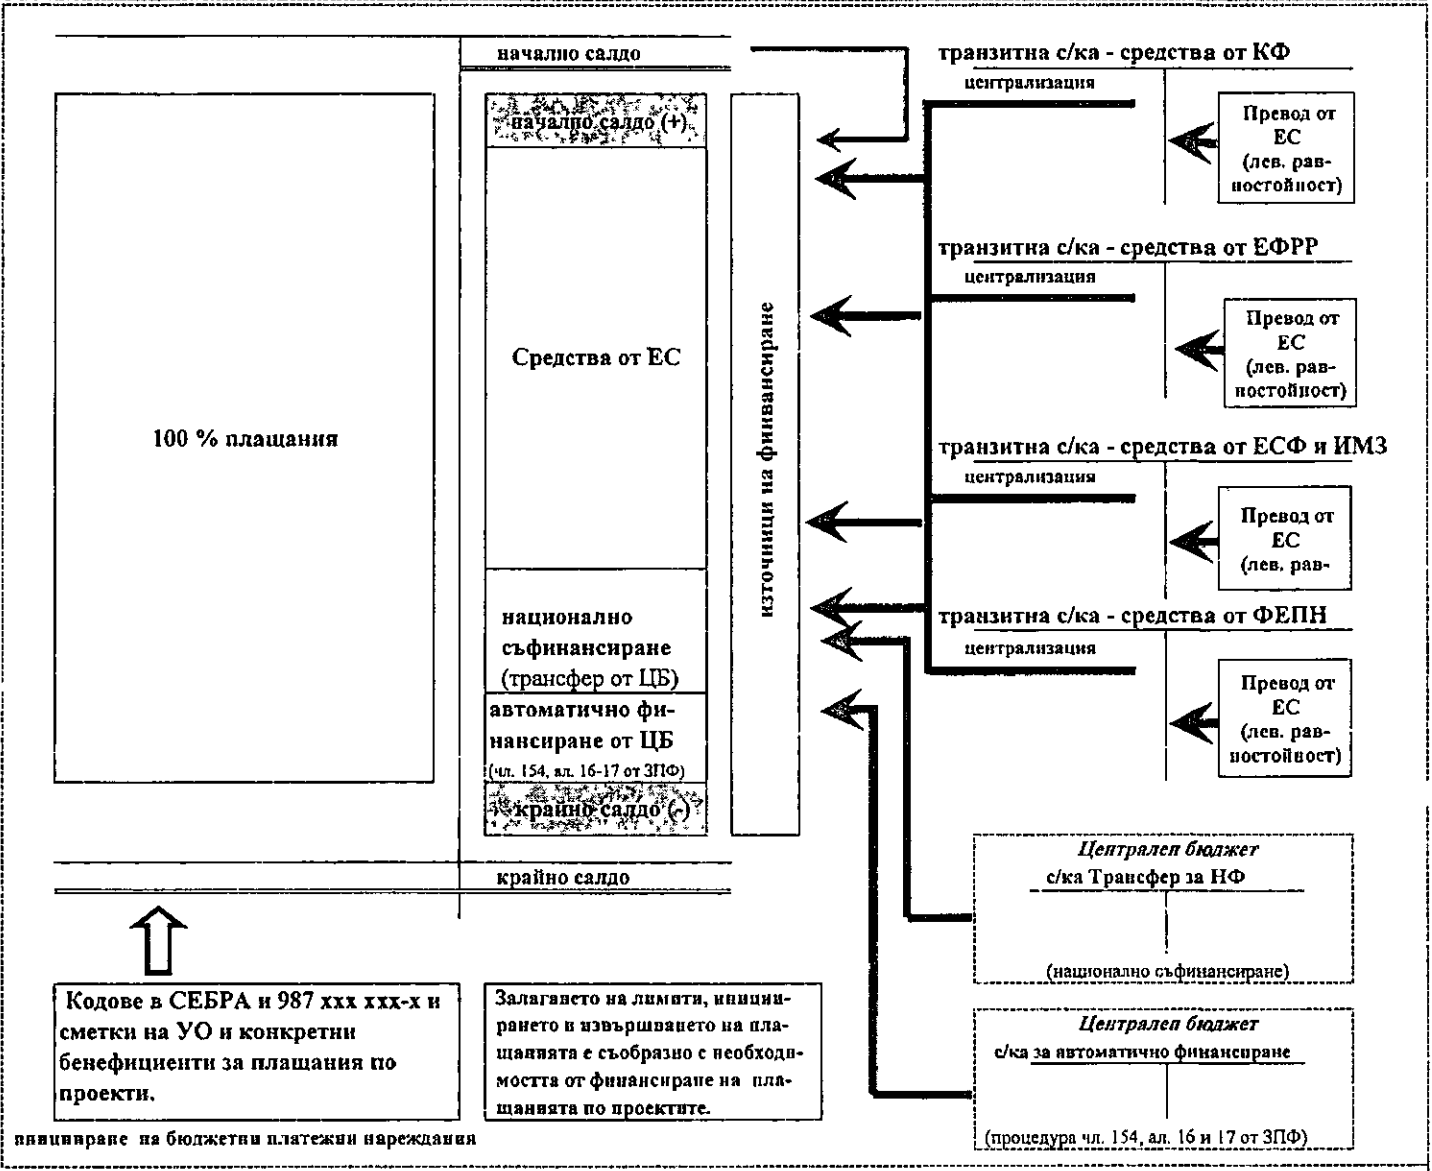 начално салдо
начално салдо (+)
Средства от ЕС
100 % плащания
национално
съфинансиране
(трансфер от ЦБ)
автоматично фи-
нансиране от ЦБ
(чл. 154, ал. 16-17 от ЗПФ)
крайно салдо (-)
крайно салдо
източници на финвансиране
транзитна с/ка - средства от КФ
централизация
Превод от
ЕС
(лев. рав-
ностойност)
транзитна с/ка - средства от ЕФРР
централизация
Превод от
ЕС
(лев. рав-
ностойност)
транзитна с/ка - средства от ЕСФ и ИМЗ
централизация
Превод от
ЕС
(лев. рав-
транзитна с/ка - средства от ФЕПН
централизация
Превод от
ЕС
(лев. рав-
ностойност)
Централен бюджет
с/ка Трансфер за НФ
(национално съфинансиране)
Централен бюджет
с/ка за автоматично финансиране
(процедура чл. 154, ал. 16 и 17 от ЗПФ)
Кодове в СЕБРА и 987 xxx xxx-x и
сметки на УО и конкретни
бенефициенти за плащания по
проекти.
Залагането на лимити, иниции-
рането и извършването на пла-
щанията е съобразно с необходи-
мостта от финансиране на пла-
щанията по проектите.
иницииране на бюджетни платежни нареждания